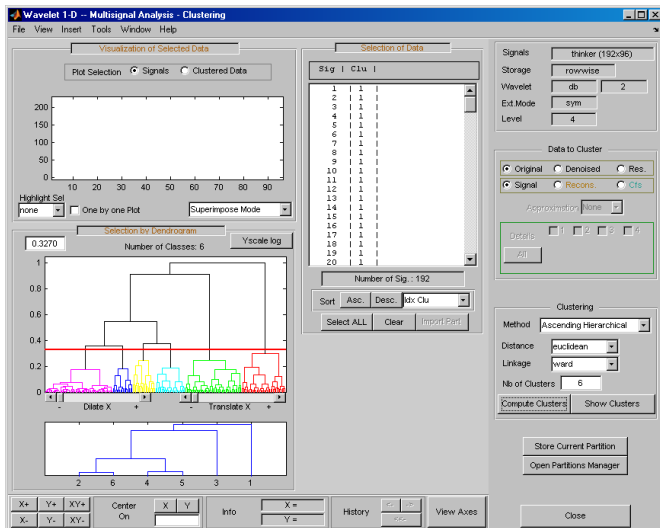 Wavelet 1-D -- Multisignal Analysis - Clustering
File View Insert Tools Window Help
Visualization of Selected Data
Plot Selection Signals Clustered Data
200
150
100
50
0
10 20 30 40 50 60 70 80 90
Highlight Sel
none One by one Plot Superimpose Mode
Selection by Dendrogram
0.3270 Number of Classes: 6 Yscale log
1
0.8
0.6
0.4
0.2
0
- Dilate X + - Translate X +
2 6 4 5 3 1
Selection of Data
Sig | Clu |
1 | 1 |
2 | 1 |
3 | 1 |
4 | 1 |
5 | 1 |
6 | 1 |
7 | 1 |
8 | 1 |
9 | 1 |
10 | 1 |
11 | 1 |
12 | 1 |
13 | 1 |
14 | 1 |
15 | 1 |
16 | 1 |
17 | 1 |
18 | 1 |
19 | 1 |
20 | 1 |
Number of Sig.: 192
Sort Asc. Desc. Idx Clu
Select ALL Clear Import Part
Signals thinker (192x96)
Storage rowwise
Wavelet db 2
Ext.Mode sym
Level 4
Data to Cluster
Original Denoised Res.
Signal Recons. Cfs
Approximation None
Details 1 2 3 4
All
Clustering
Method Ascending Hierarchical
Distance euclidean
Linkage ward
Nb of Clusters 6
Compute Clusters Show Clusters
Store Current Partition
Open Partitions Manager
X+ Y+ XY+
X- Y- XY-
Center On X Y
Info X =
Y =
History <- ->
<<-
View Axes
Close